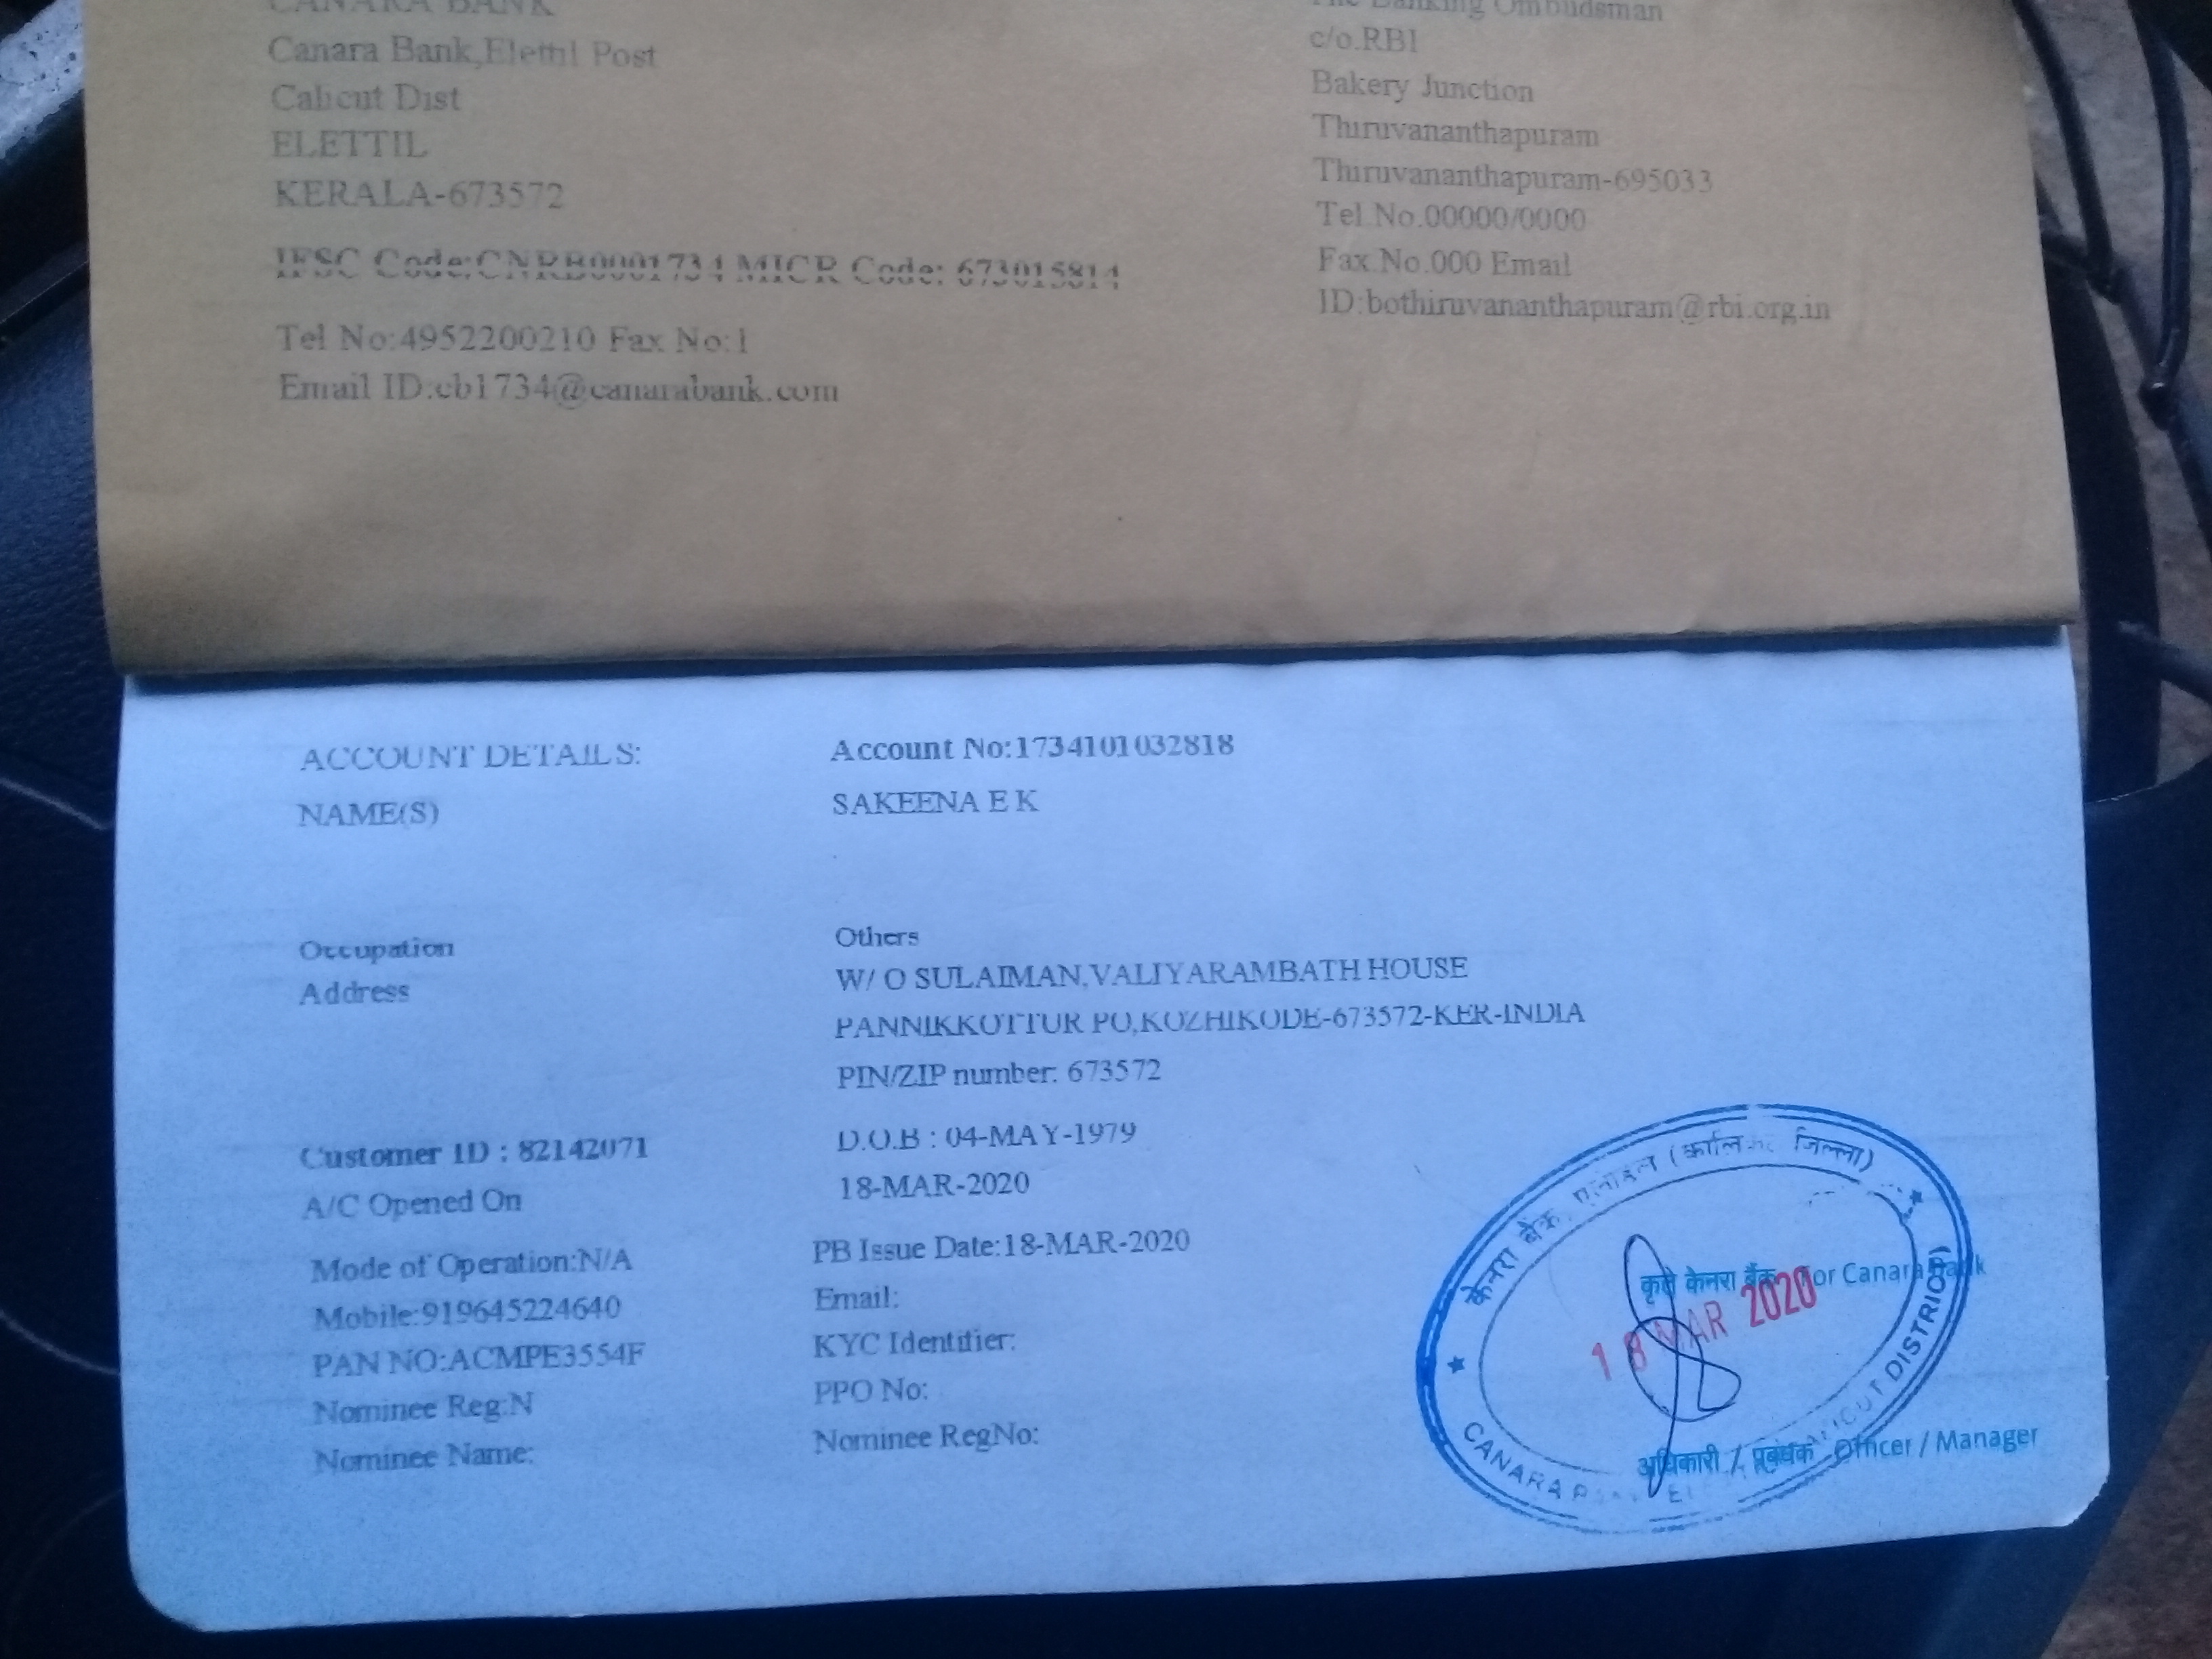 CANARA BANK
Canara Bank,Elettil Post
Calicut Dist
ELETTIL
KERALA-673572
IFSC Code:CNRB0001734 MICR Code: 673015814
Tel No:4952200210 Fax No:1
Email ID:cb1734@canarabank.com
The Banking Ombudsman
c/o.RBI
Bakery Junction
Thiruvananthapuram
Thiruvananthapuram-695033
Tel.No.00000/0000
Fax.No.000 Email
ID:bothiruvananthapuram@rbi.org.in
ACCOUNT DETAILS: Account No:1734101032818
NAME(S) SAKEENA E K
Occupation Others
Address W/ O SULAIMAN,VALIYARAMBATH HOUSE
PANNIKKOTTUR PO,KOZHIKODE-673572-KER-INDIA
PIN/ZIP number: 673572
Customer ID : 82142071 D.O.B : 04-MAY-1979
A/C Opened On 18-MAR-2020
Mode of Operation:N/A PB Issue Date:18-MAR-2020
Mobile:919645224640 Email:
PAN NO:ACMPE3554F KYC Identifier:
Nominee Reg:N PPO No:
Nominee Name: Nominee RegNo:
केनरा बैंक, जिल्ला)
कृते केनरा बैंक For Canara Bank
18 MAR 2020
अधिकारी / प्रबंधक Officer / Manager
CANARA DISTRICT)